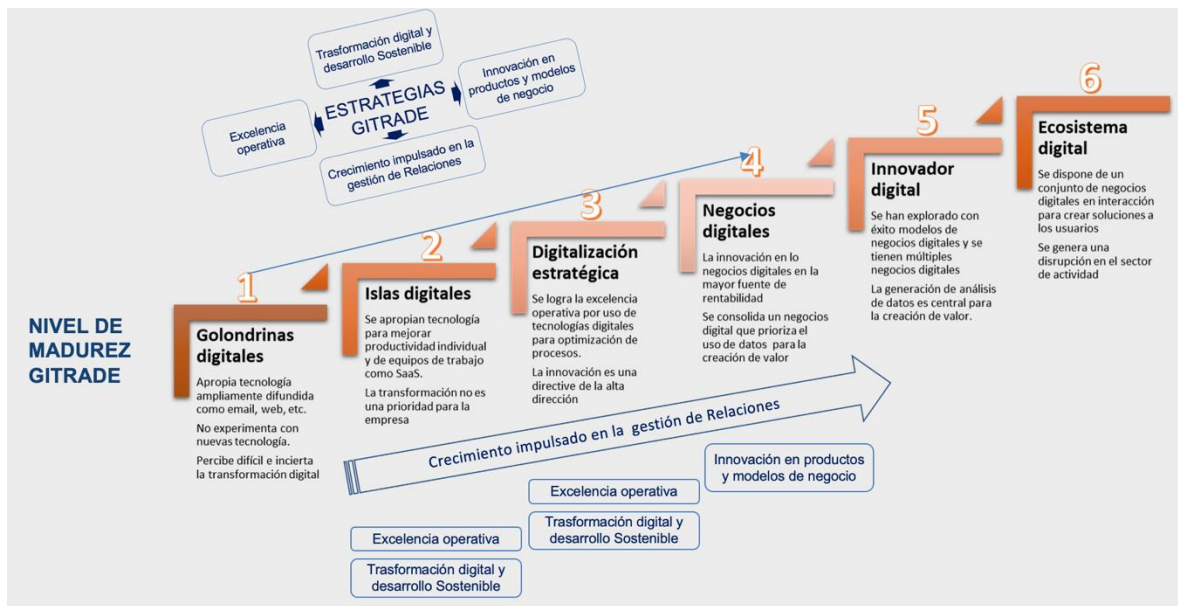 Trasformación digital y
desarrollo Sostenible
Innovación en
productos y modelos
de negocio
ESTRATEGIAS
GITRADE
Excelencia
operativa
Crecimiento impulsado en la
gestión de Relaciones
NIVEL DE
MADUREZ
GITRADE
1
Golondrinas
digitales
Apropia tecnología
ampliamente difundida
como email, web, etc.
No experimenta con
nuevas tecnología.
Percibe difícil e incierta
la transformación digital
2
Islas digitales
Se apropian tecnología
para mejorar
productividad individual
y de equipos de trabajo
como SaaS.
La transformación no es
una prioridad para la
empresa
3
Digitalización
estratégica
Se logra la excelencia
operativa por uso de
tecnologías digitales
para optimización de
procesos.
La innovación es una
directive de la alta
dirección
4
Negocios
digitales
La innovación en lo
negocios digitales en la
mayor fuente de
rentabilidad
Se consolida un negocios
digital que prioriza el
uso de datos para la
creación de valor
5
Innovador
digital
Se han explorado con
éxito modelos de
negocios digitales y se
tienen múltiples
negocios digitales
La generación de análisis
de datos es central para
la creación de valor.
6
Ecosistema
digital
Se dispone de un
conjunto de negocios
digitales en interacción
para crear soluciones a
los usuarios
Se genera una
disrupción en el sector
de actividad
Crecimiento impulsado en la gestión de Relaciones
Excelencia operativa
Trasformación digital y
desarrollo Sostenible
Excelencia operativa
Trasformación digital y
desarrollo Sostenible
Innovación en productos
y modelos de negocio